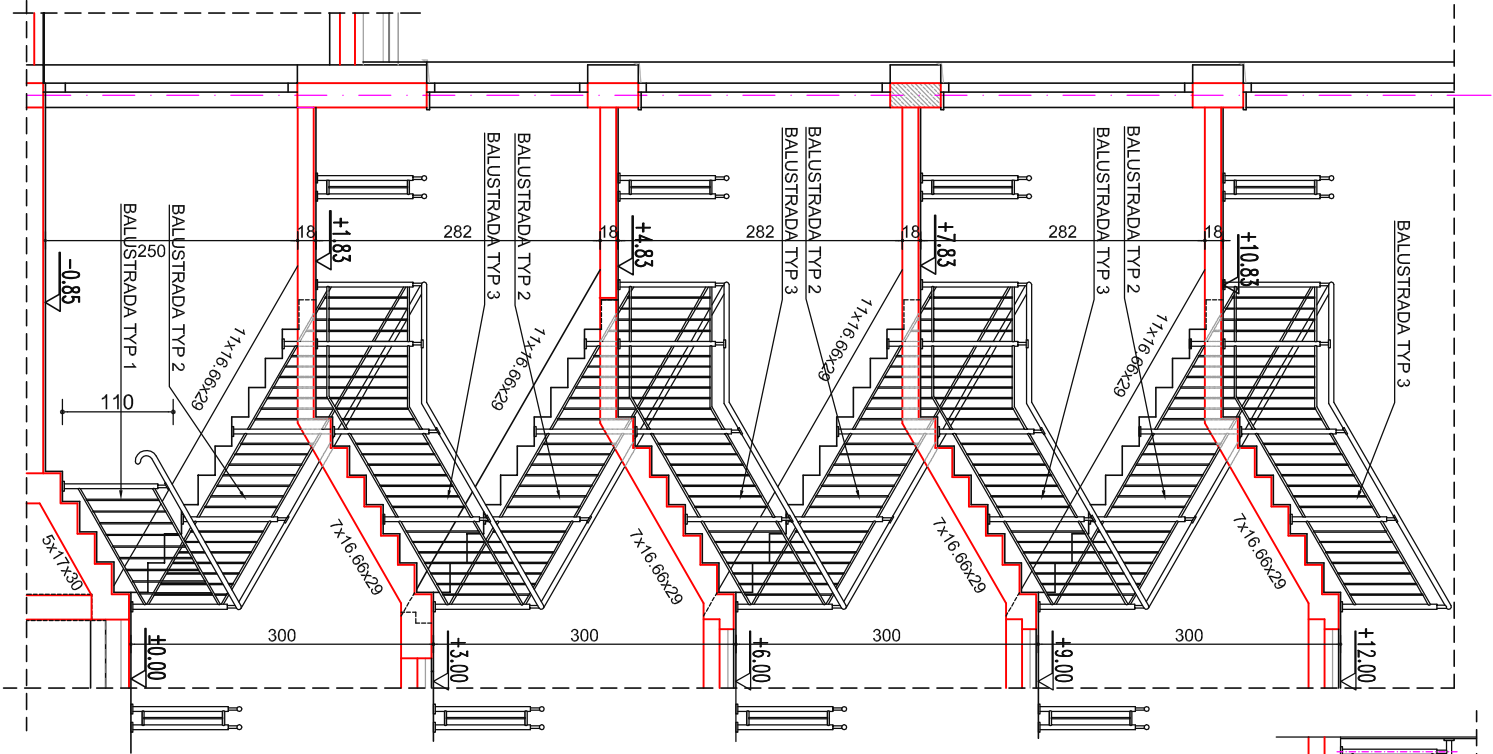 BALUSTRADA TYP 3
+12.00
300
7x16.66x29
+10.83
18
11x16.66x29
BALUSTRADA TYP 2
BALUSTRADA TYP 3
282
+9.00
300
7x16.66x29
+7.83
18
11x16.66x29
BALUSTRADA TYP 2
BALUSTRADA TYP 3
282
+6.00
300
7x16.66x29
+4.83
18
11x16.66x29
BALUSTRADA TYP 2
BALUSTRADA TYP 3
282
+3.00
300
7x16.66x29
+1.83
18
11x16.66x29
BALUSTRADA TYP 2
BALUSTRADA TYP 1
250
110
±0.00
5x17x30
-0.85